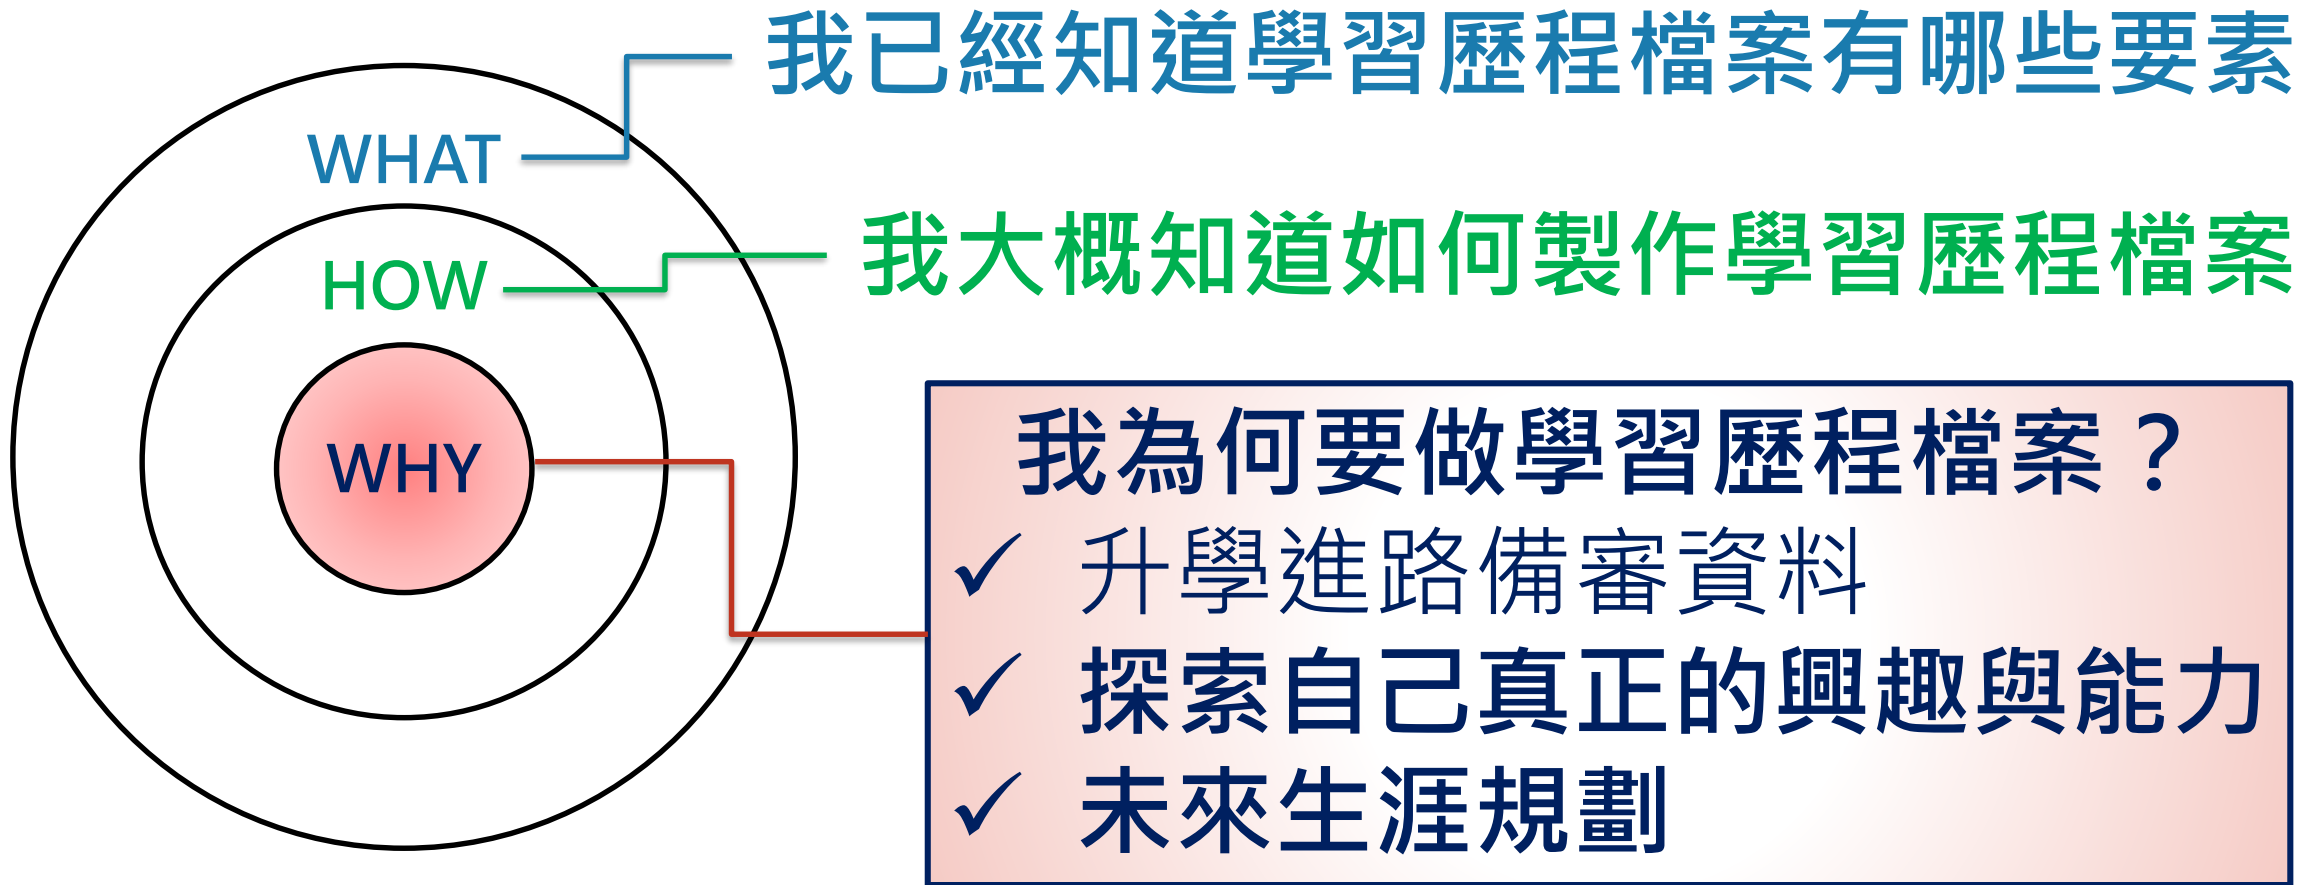 我已經知道學習歷程檔案有哪些要素
WHAT
我大概知道如何製作學習歷程檔案
HOW
WHY
我為何要做學習歷程檔案？
✓ 升學進路備審資料
✓ 探索自己真正的興趣與能力
✓ 未來生涯規劃